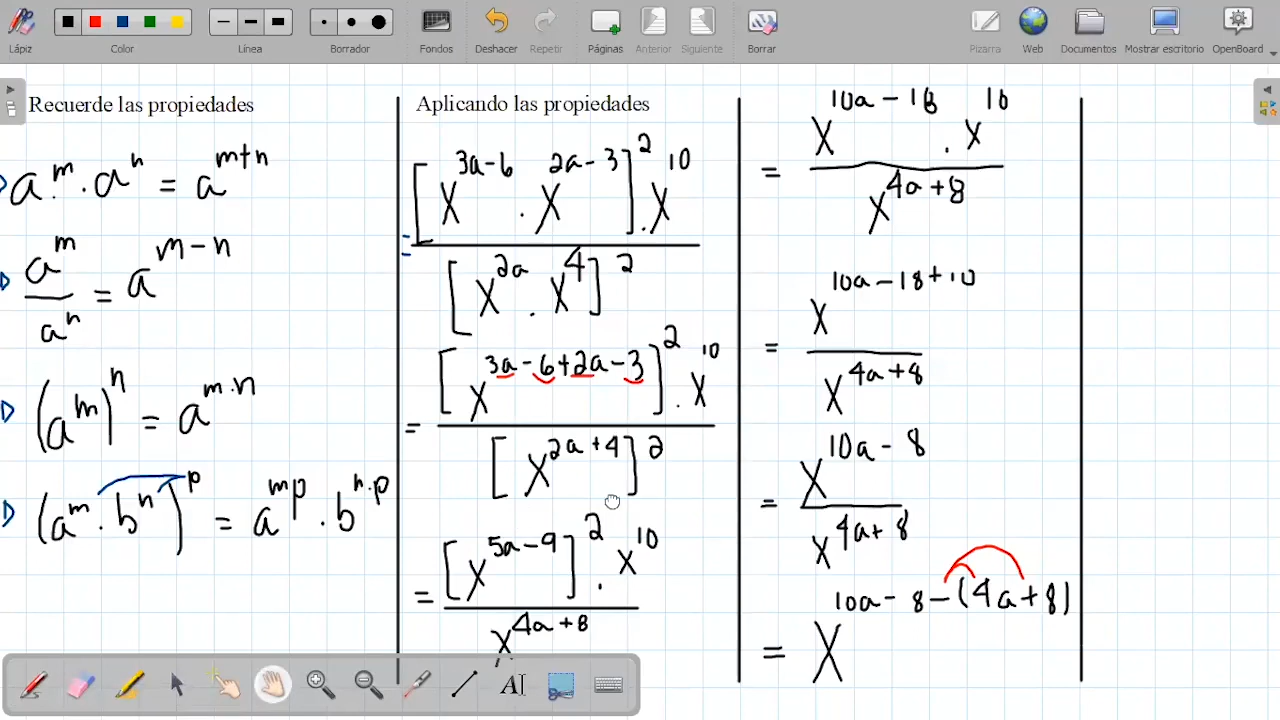 Lápiz Color Línea Borrador Fondos Deshacer Repetir Páginas Anterior Siguiente Borrar Pizarra Web Documentos Mostrar escritorio OpenBoard
Recuerde las propiedades
a^m . a^n = a^(m+n)
a^m / a^n = a^(m-n)
(a^m)^n = a^(m.n)
(a^m . b^n)^p = a^(mp) . b^(n.p)
Aplicando las propiedades
= [x^(3a-6) . x^(2a-3)]^2 . x^10 / [x^(2a) . x^4]^2
= [x^(3a-6+2a-3)]^2 . x^10 / [x^(2a+4)]^2
= [x^(5a-9)]^2 . x^10 / x^(4a+8)
= x^(10a-18) . x^10 / x^(4a+8)
= x^(10a-18+10) / x^(4a+8)
= x^(10a-8) / x^(4a+8)
= x^(10a-8-(4a+8))
AI